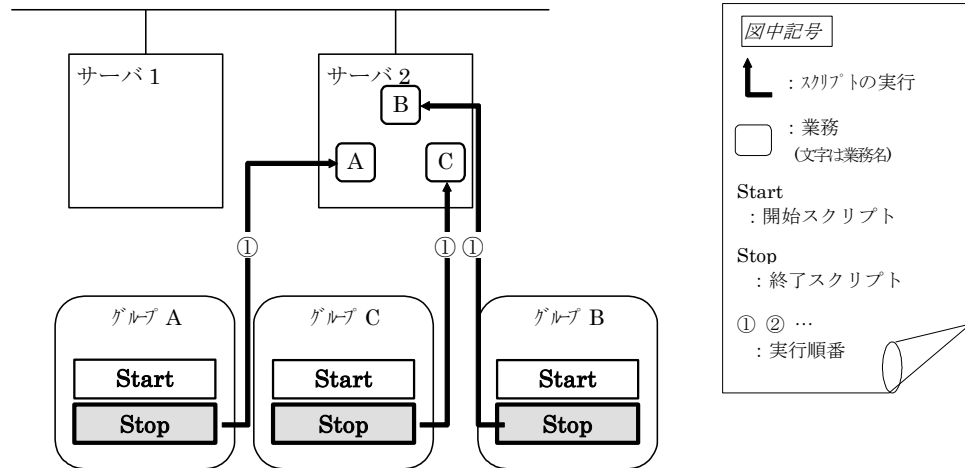 サーバ 1
サーバ 2
B
A
C
①
① ①
グループ A
グループ C
グループ B
Start
Start
Start
Stop
Stop
Stop
図中記号
：スクリプトの実行
：業務
(文字は業務名)
Start
：開始スクリプト
Stop
：終了スクリプト
① ② …
：実行順番